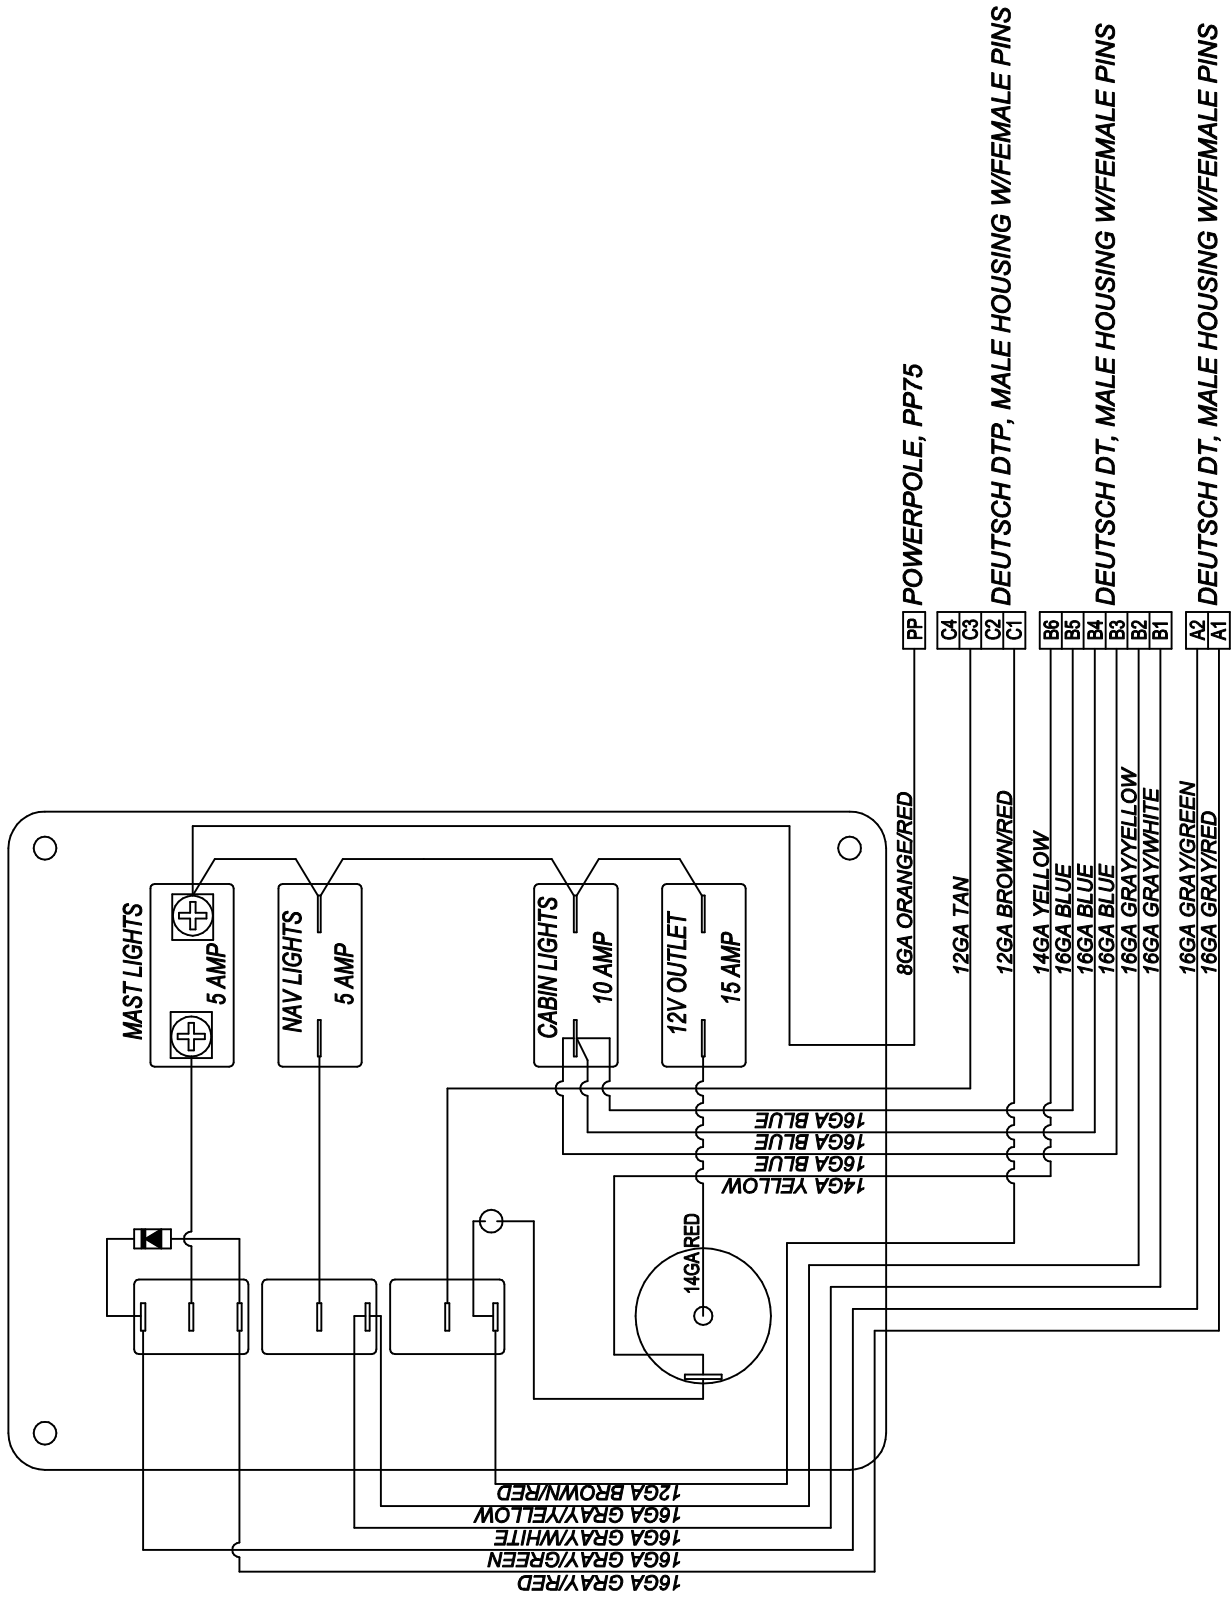 MAST LIGHTS
5 AMP
NAV LIGHTS
5 AMP
CABIN LIGHTS
10 AMP
12V OUTLET
15 AMP
14GA RED
16GA BLUE
16GA BLUE
16GA BLUE
14GA YELLOW
12GA BROWN/RED
16GA GRAY/YELLOW
16GA GRAY/WHITE
16GA GRAY/GREEN
16GA GRAY/RED
8GA ORANGE/RED
12GA TAN
12GA BROWN/RED
14GA YELLOW
16GA BLUE
16GA BLUE
16GA BLUE
16GA GRAY/YELLOW
16GA GRAY/WHITE
16GA GRAY/GREEN
16GA GRAY/RED
PP
POWERPOLE, PP75
C4
C3
C2
C1
DEUTSCH DTP, MALE HOUSING W/FEMALE PINS
B6
B5
B4
B3
B2
B1
DEUTSCH DT, MALE HOUSING W/FEMALE PINS
A2
A1
DEUTSCH DT, MALE HOUSING W/FEMALE PINS